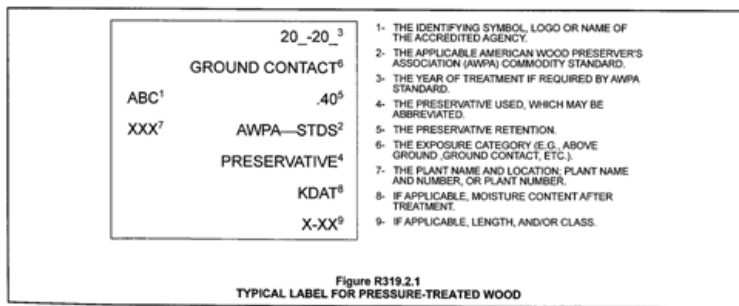 20_-20_³
GROUND CONTACT⁶
ABC¹ .40⁵
XXX⁷ AWPA—STDS²
PRESERVATIVE⁴
KDAT⁸
X-XX⁹
1- THE IDENTIFYING SYMBOL, LOGO OR NAME OF
THE ACCREDITED AGENCY.
2- THE APPLICABLE AMERICAN WOOD PRESERVER'S
ASSOCIATION (AWPA) COMMODITY STANDARD.
3- THE YEAR OF TREATMENT IF REQUIRED BY AWPA
STANDARD.
4- THE PRESERVATIVE USED, WHICH MAY BE
ABBREVIATED.
5- THE PRESERVATIVE RETENTION.
6- THE EXPOSURE CATEGORY (E.G., ABOVE
GROUND ,GROUND CONTACT, ETC.).
7- THE PLANT NAME AND LOCATION; PLANT NAME
AND NUMBER, OR PLANT NUMBER.
8- IF APPLICABLE, MOISTURE CONTENT AFTER
TREATMENT.
9- IF APPLICABLE, LENGTH, AND/OR CLASS.
Figure R319.2.1
TYPICAL LABEL FOR PRESSURE-TREATED WOOD